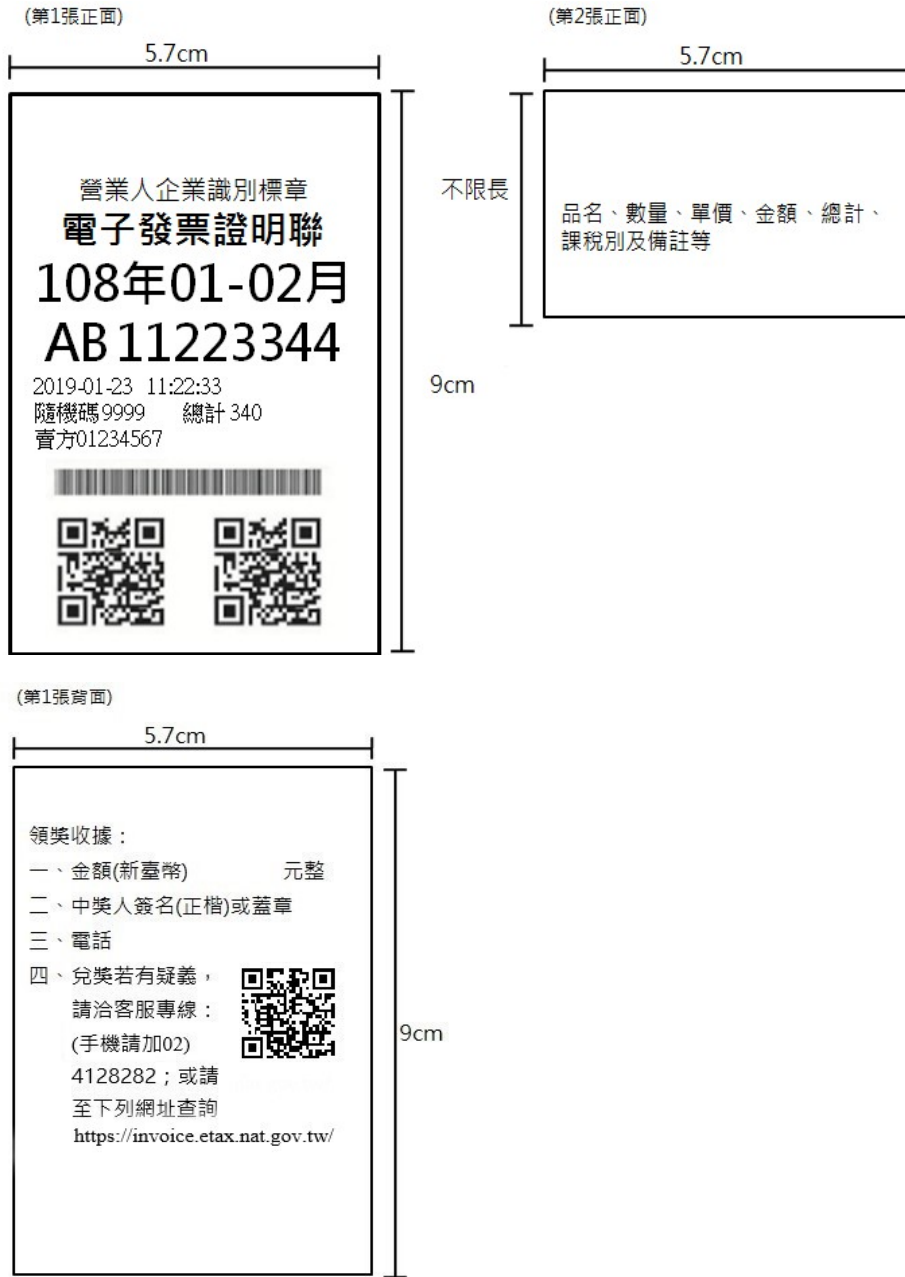 (第1張正面)
5.7cm
營業人企業識別標章
電子發票證明聯
108年01-02月
AB 11223344
2019-01-23 11:22:33
隨機碼9999 總計 340
賣方01234567
9cm
(第2張正面)
5.7cm
不限長
品名、數量、單價、金額、總計、
課稅別及備註等
(第1張背面)
5.7cm
領獎收據：
一、金額(新臺幣) 元整
二、中獎人簽名(正楷)或蓋章
三、電話
四、兌獎若有疑義，
請洽客服專線：
(手機請加02)
4128282；或請
至下列網址查詢
https://invoice.etax.nat.gov.tw/
9cm